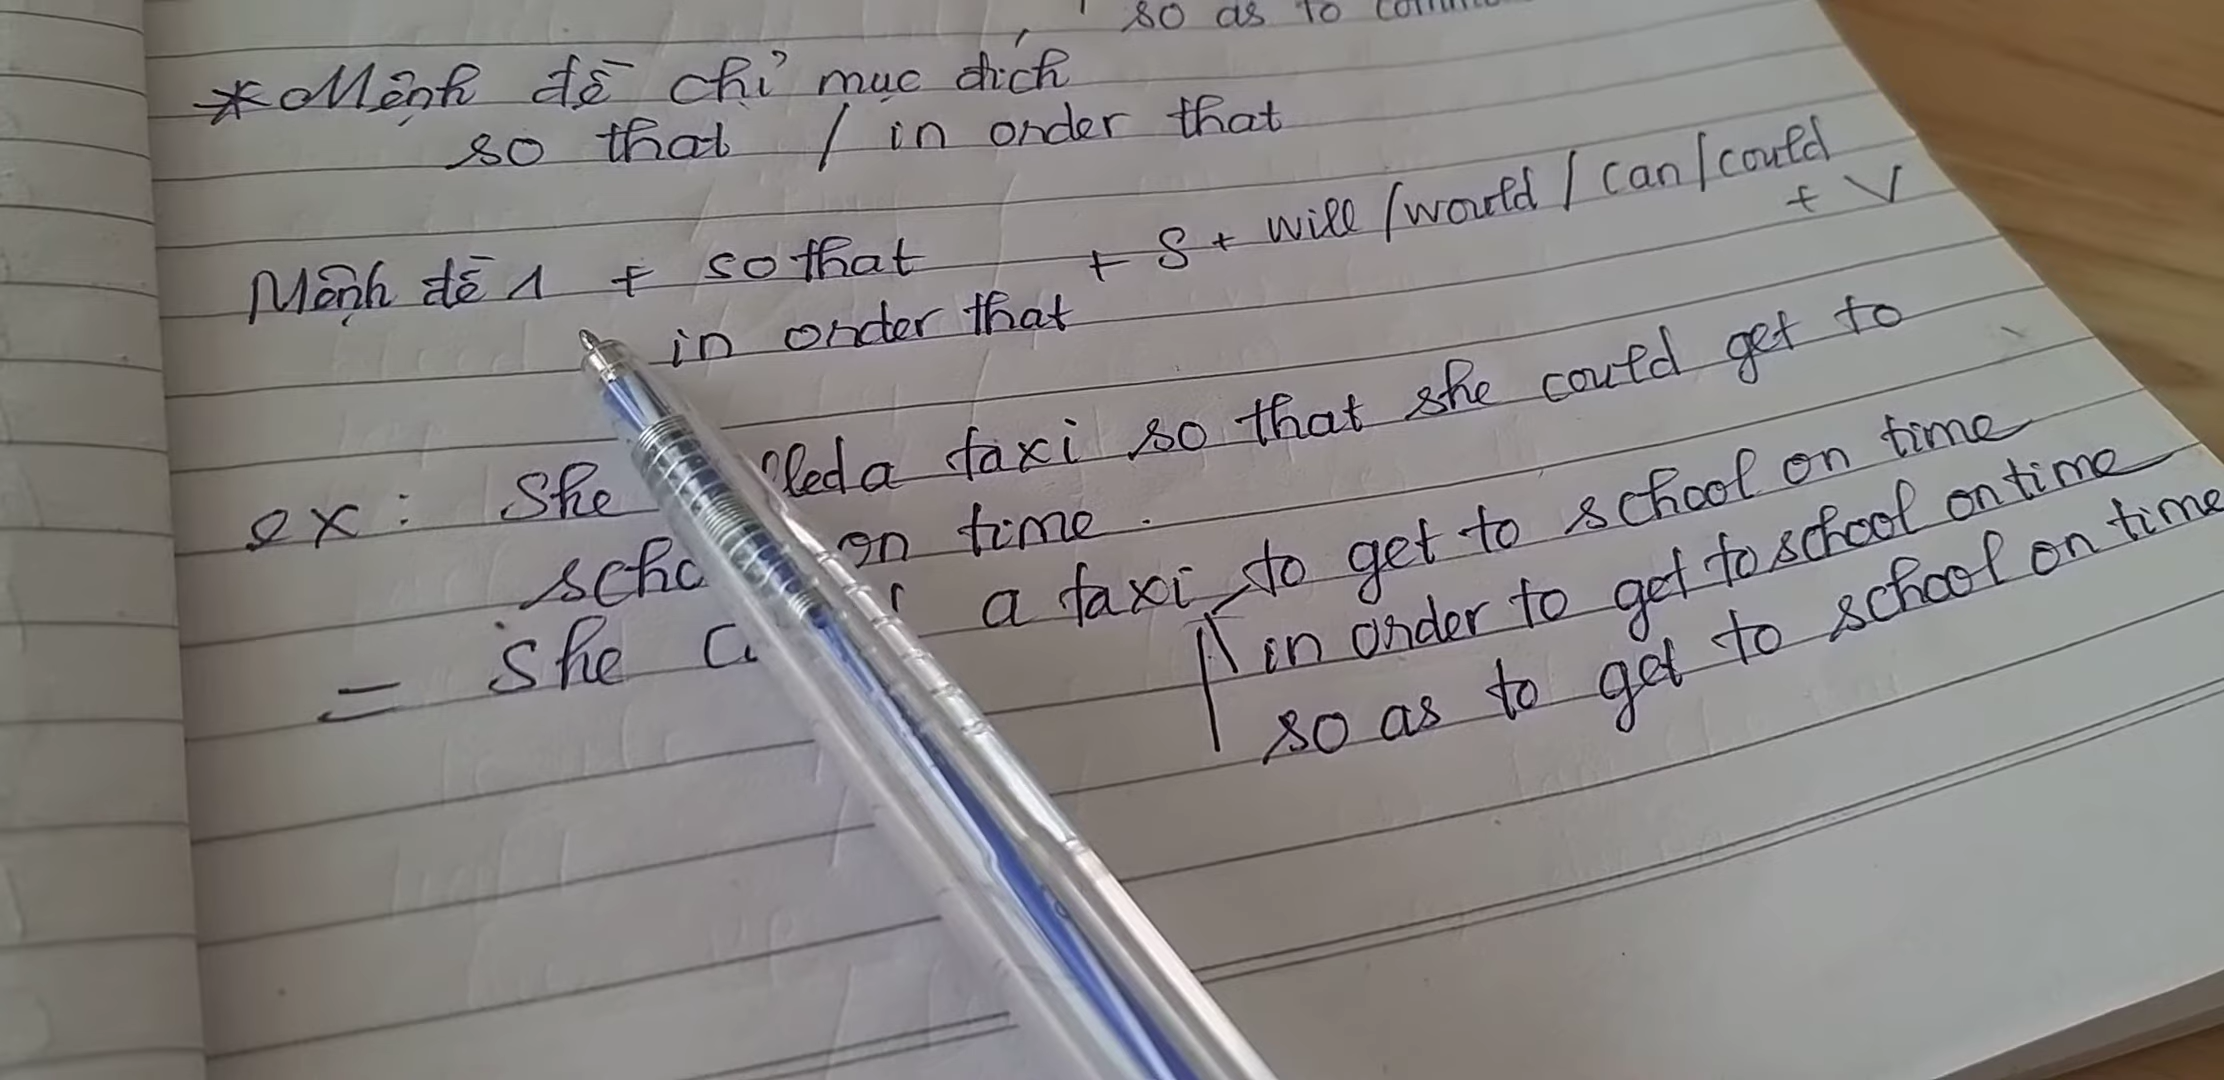 so as to
* Mệnh đề chỉ mục đích
so that / in order that
Mệnh đề 1 + so that + S + will / would / can / could + V
in order that
ex: She a taxi so that she could get to
on time.
= She a taxi to get to school on time
in order to get to school on time
so as to get to school on time